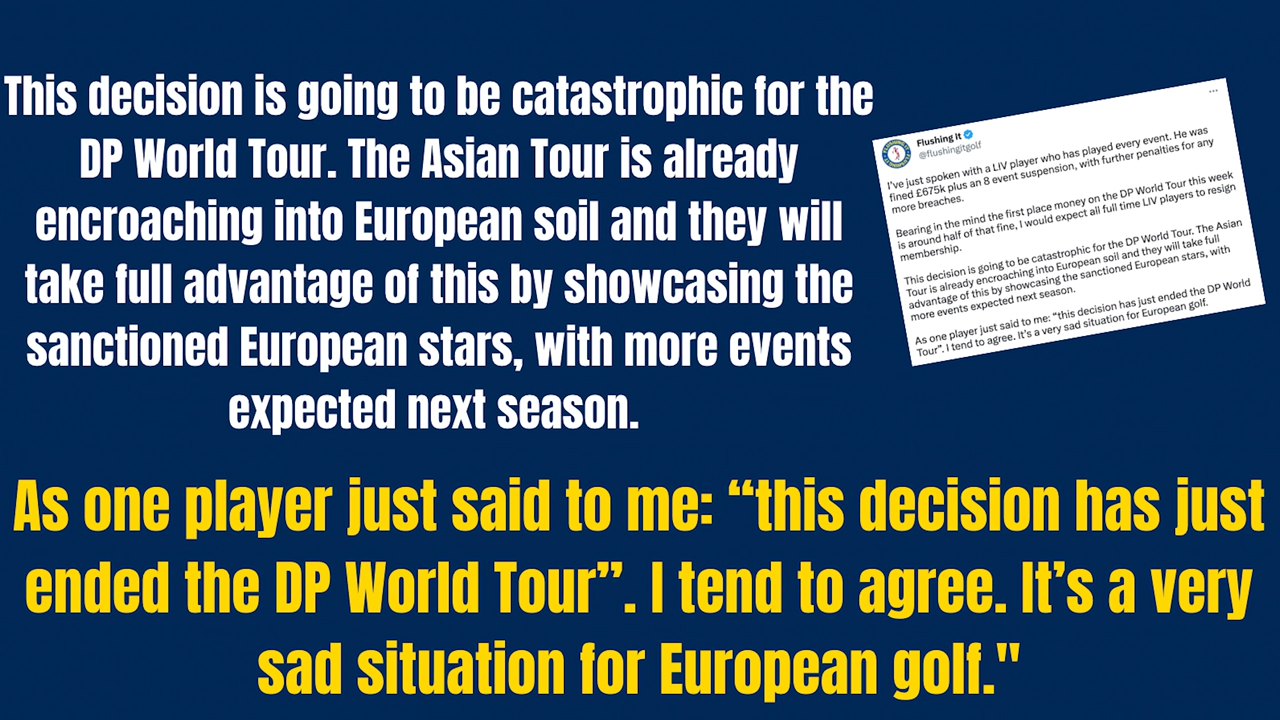 This decision is going to be catastrophic for the
DP World Tour. The Asian Tour is already
encroaching into European soil and they will
take full advantage of this by showcasing the
sanctioned European stars, with more events
expected next season.
Flushing It
@flushingitgolf
I've just spoken with a LIV player who has played every event. He was
fined £675k plus an 8 event suspension, with further penalties for any
more breaches.
Bearing in the mind the first place money on the DP World Tour this week
is around half of that fine, I would expect all full time LIV players to resign
membership.
This decision is going to be catastrophic for the DP World Tour. The Asian
Tour is already encroaching into European soil and they will take full
advantage of this by showcasing the sanctioned European stars, with
more events expected next season.
As one player just said to me: “this decision has just ended the DP World
Tour”. I tend to agree. It's a very sad situation for European golf.
As one player just said to me: “this decision has just
ended the DP World Tour”. I tend to agree. It’s a very
sad situation for European golf."